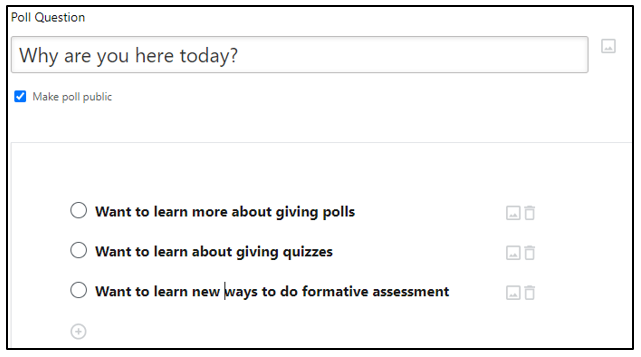 Poll Question
Why are you here today?
Make poll public
Want to learn more about giving polls
Want to learn about giving quizzes
Want to learn new ways to do formative assessment